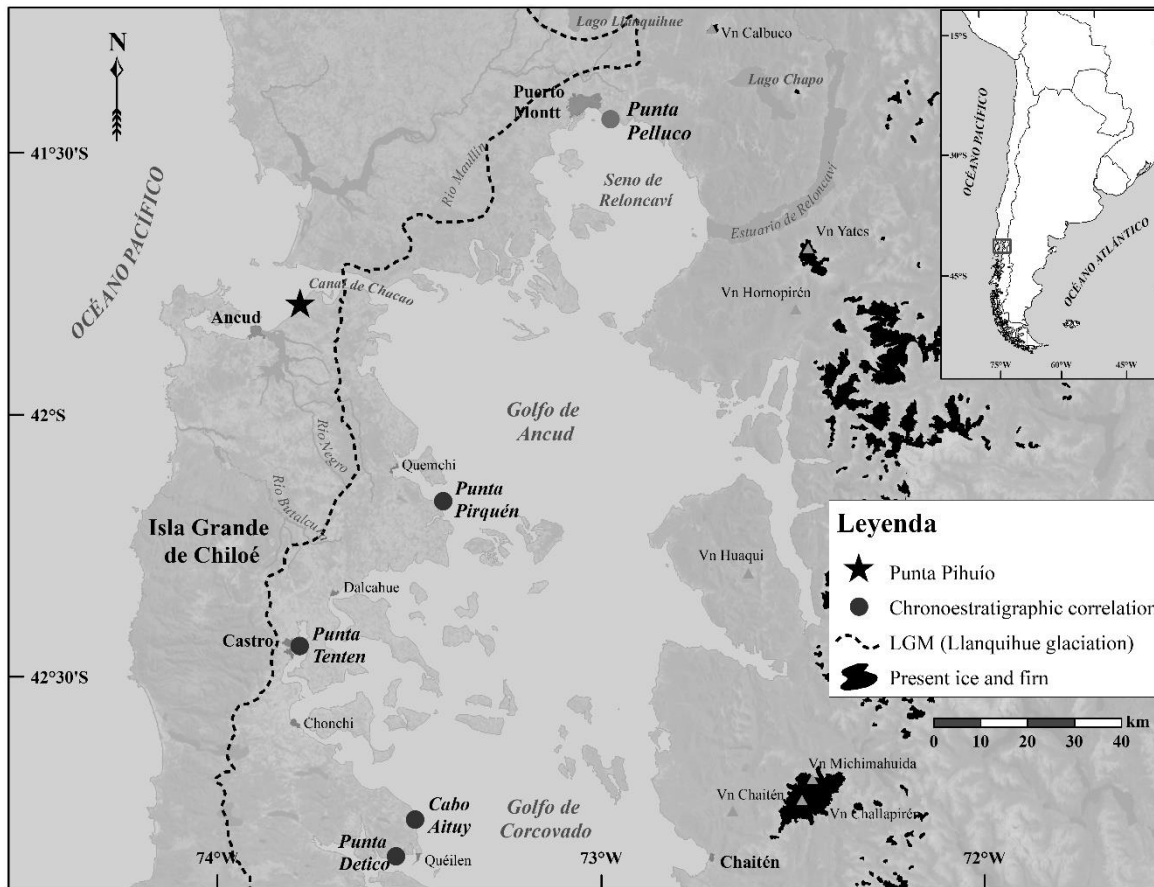 N
Lago Llanquihue
Vn Calbuco
Lago Chapo
Puerto
Montt
Punta
Pelluco
41°30'S
Río Maullín
Seno de
Reloncaví
Estuario de Reloncaví
OCÉANO PACÍFICO
Vn Yates
Vn Hornopirén
Canal de Chacao
Ancud
42°S
Golfo de
Ancud
Río Negro
Quemchi
Río Butalcura
Punta
Pirquén
Isla Grande
de Chiloé
Vn Huaqui
Dalcahue
Castro
Punta
Tenten
42°30'S
Chonchi
Vn Michimahuida
Vn Chaitén
Vn Challapirén
Cabo
Aituy
Golfo de
Corcovado
Punta
Detico
Quéilen
Chaitén
74°W
73°W
72°W
15°S
30°S
45°S
OCÉANO PACÍFICO
OCÉANO ATLÁNTICO
75°W
60°W
45°W
Leyenda
Punta Pihuío
Chronoestratigraphic correlation
LGM (Llanquihue glaciation)
Present ice and firn
km
0 10 20 30 40